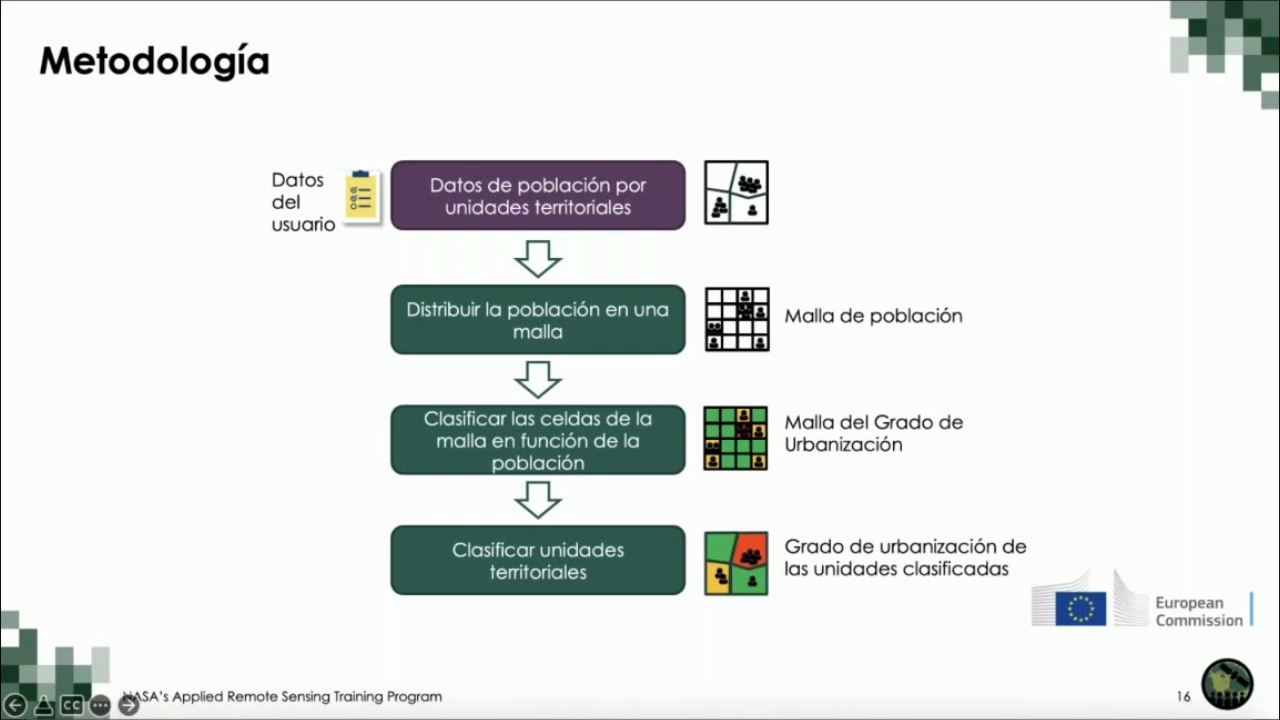 Metodología
Datos
del
usuario
Datos de población por
unidades territoriales
Distribuir la población en una
malla
Malla de población
Clasificar las celdas de la
malla en función de la
población
Malla del Grado de
Urbanización
Clasificar unidades
territoriales
Grado de urbanización de
las unidades clasificadas
European
Commission
CC
NASA's Applied Remote Sensing Training Program
16